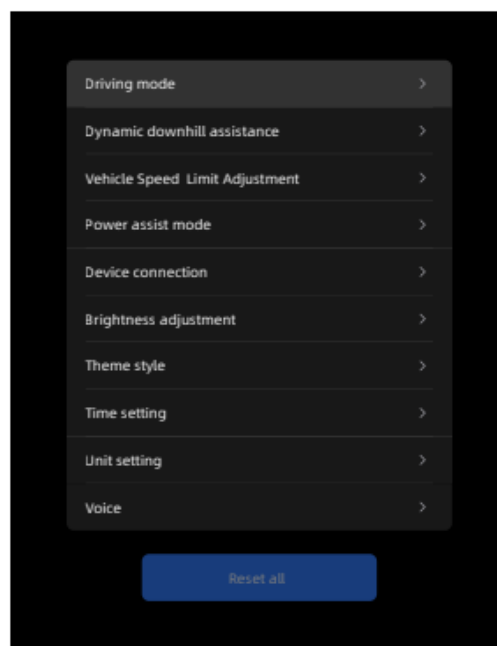 Driving mode
Dynamic downhill assistance
Vehicle Speed Limit Adjustment
Power assist mode
Device connection
Brightness adjustment
Theme style
Time setting
Unit setting
Voice
Reset all